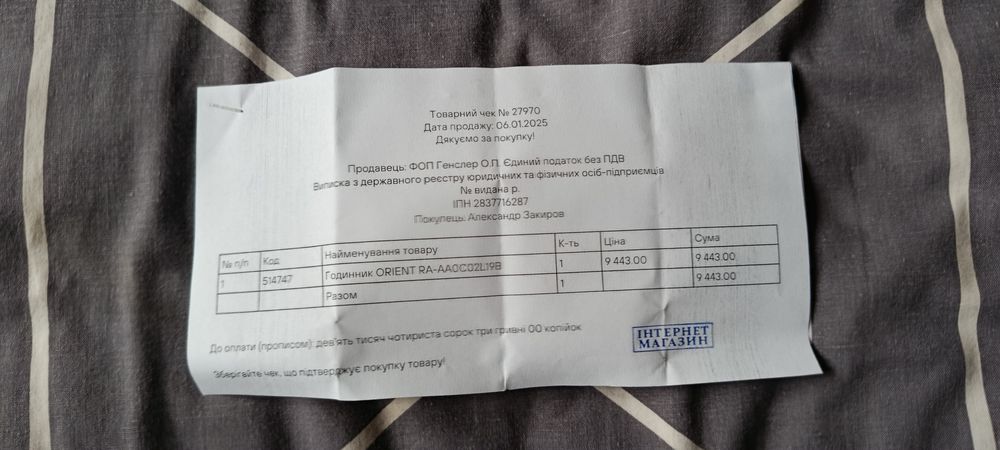 Товарний чек № 27970
Дата продажу: 06.01.2025
Дякуємо за покупку!
Продавець: ФОП Генслер О.П. Єдиний податок без ПДВ
Виписка з державного реєстру юридичних та фізичних осіб-підприємців
№ видана р.
ІПН 2837716287
Покупець: Александр Закиров
№ п/п Код Найменування товару К-ть Ціна Сума
1 514747 Годинник ORIENT RA-AA0C02L19B 1 9 443.00 9 443.00
Разом 1 9 443.00
До оплати (прописом): дев'ять тисяч чотириста сорок три гривні 00 копійок
ІНТЕРНЕТ
МАГАЗИН
Зберігайте чек, що підтверджує покупку товару!